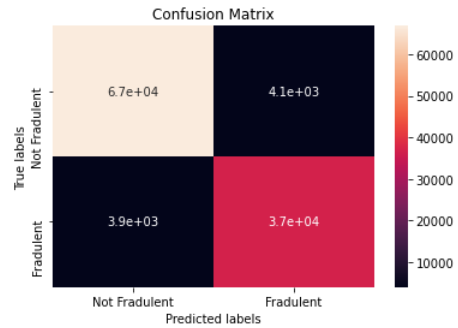 Confusion Matrix
True labels
Not Fradulent
Fradulent
6.7e+04
4.1e+03
3.9e+03
3.7e+04
Not Fradulent
Fradulent
Predicted labels
60000
50000
40000
30000
20000
10000